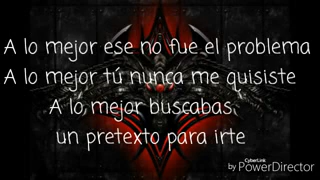 A lo mejor ese no fue el problema
A lo mejor tú nunca me quisiste
A lo mejor buscabas
un pretexto para irte
CyberLink
by PowerDirector